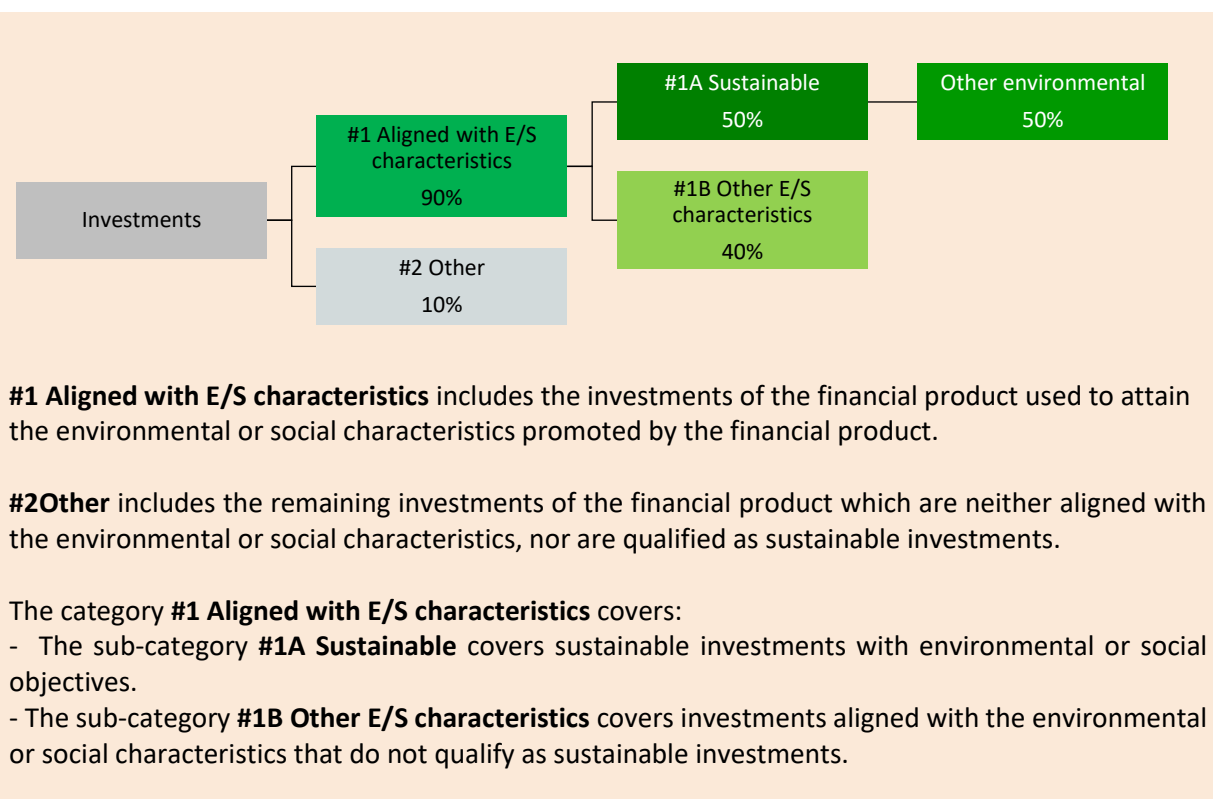 #1A Sustainable
50%
Other environmental
50%
#1 Aligned with E/S
characteristics
90%
#1B Other E/S
characteristics
40%
Investments
#2 Other
10%
#1 Aligned with E/S characteristics includes the investments of the financial product used to attain
the environmental or social characteristics promoted by the financial product.
#2Other includes the remaining investments of the financial product which are neither aligned with
the environmental or social characteristics, nor are qualified as sustainable investments.
The category #1 Aligned with E/S characteristics covers:
- The sub-category #1A Sustainable covers sustainable investments with environmental or social
objectives.
- The sub-category #1B Other E/S characteristics covers investments aligned with the environmental
or social characteristics that do not qualify as sustainable investments.